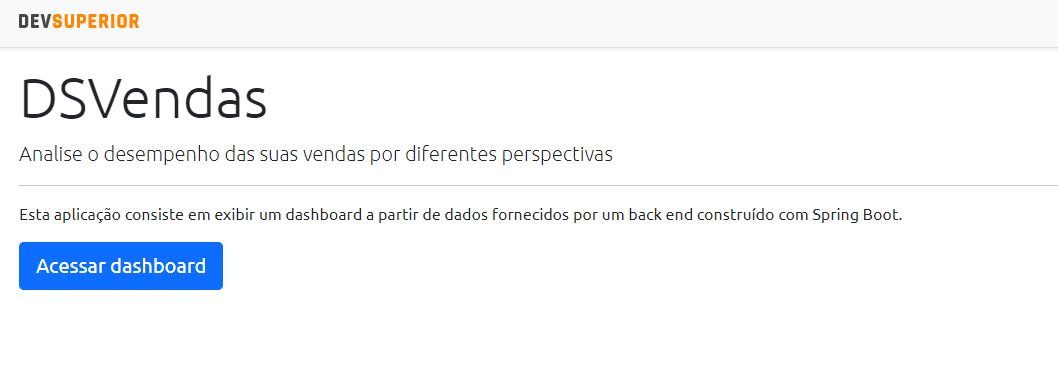 DEVSUPERIOR
DSVendas
Analise o desempenho das suas vendas por diferentes perspectivas
Esta aplicação consiste em exibir um dashboard a partir de dados fornecidos por um back end construído com Spring Boot.
Acessar dashboard